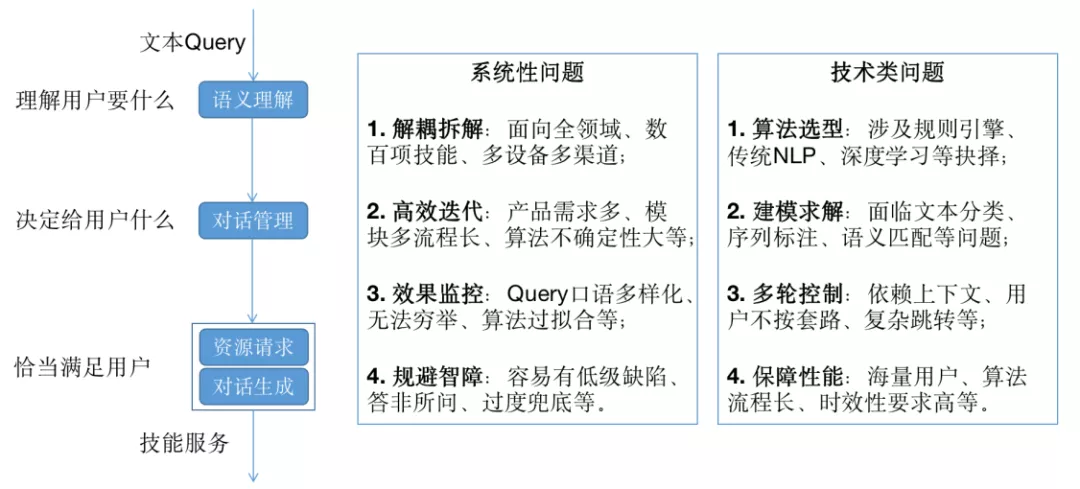 文本Query
理解用户要什么
语义理解
决定给用户什么
对话管理
恰当满足用户
资源请求
对话生成
技能服务
系统性问题
1. 解耦拆解：面向全领域、数
百项技能、多设备多渠道;
2. 高效迭代：产品需求多、模
块多流程长、算法不确定性大等;
3. 效果监控：Query口语多样化、
无法穷举、算法过拟合等;
4. 规避智障：容易有低级缺陷、
答非所问、过度兜底等。
技术类问题
1. 算法选型：涉及规则引擎、
传统NLP、深度学习等抉择;
2. 建模求解：面临文本分类、
序列标注、语义匹配等问题;
3. 多轮控制：依赖上下文、用
户不按套路、复杂跳转等;
4. 保障性能：海量用户、算法
流程长、时效性要求高等。